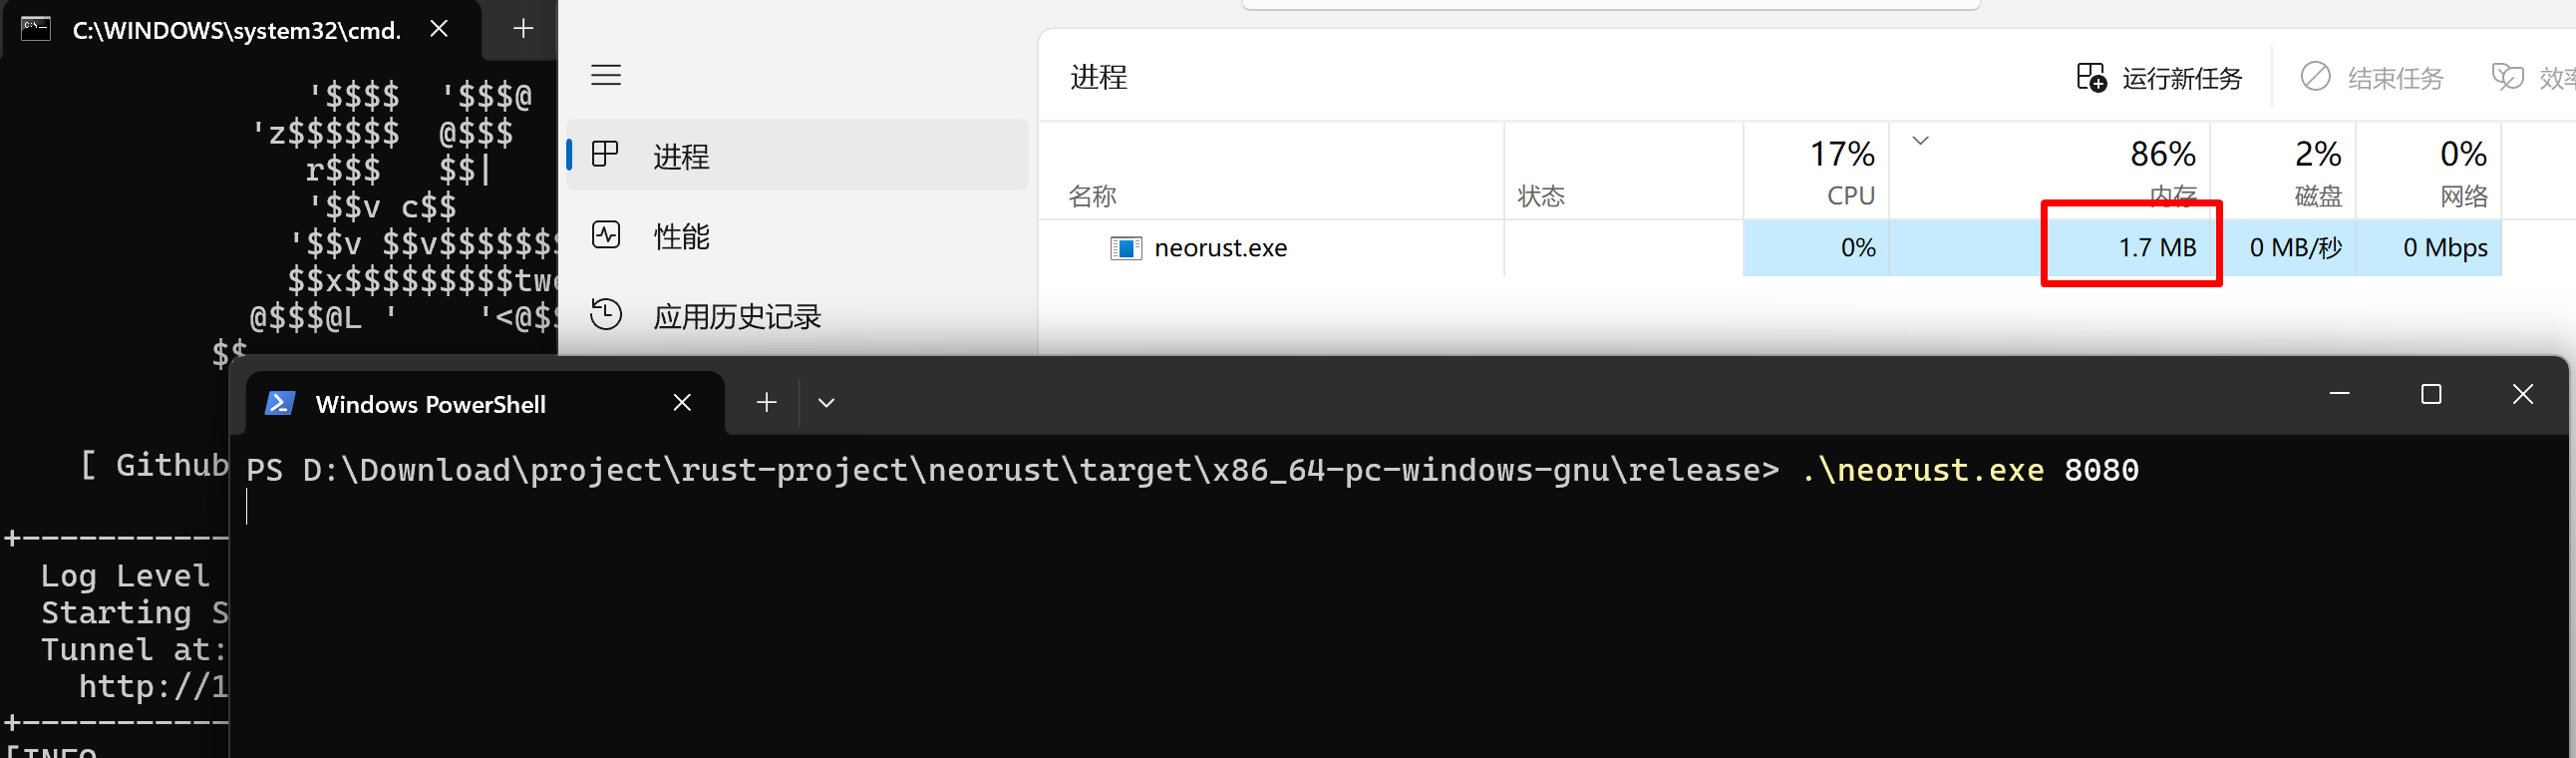 C:\WINDOWS\system32\cmd.
'$$$$  '$$$@
'z$$$$$$  @$$$
r$$$   $$|
'$$v c$$
'$$v $$v$$$$$$$
$$x$$$$$$$$$tw
@$$$@L '    '<@$
$$
[ Github
+------------
Log Level
Starting S
Tunnel at:
http://1
+------------
[INFO
进程
性能
应用历史记录
进程
运行新任务
结束任务
效率
17% 86% 2% 0%
名称 状态 CPU 内存 磁盘 网络
neorust.exe 0% 1.7 MB 0 MB/秒 0 Mbps
Windows PowerShell
PS D:\Download\project\rust-project\neorust\target\x86_64-pc-windows-gnu\release> .\neorust.exe 8080